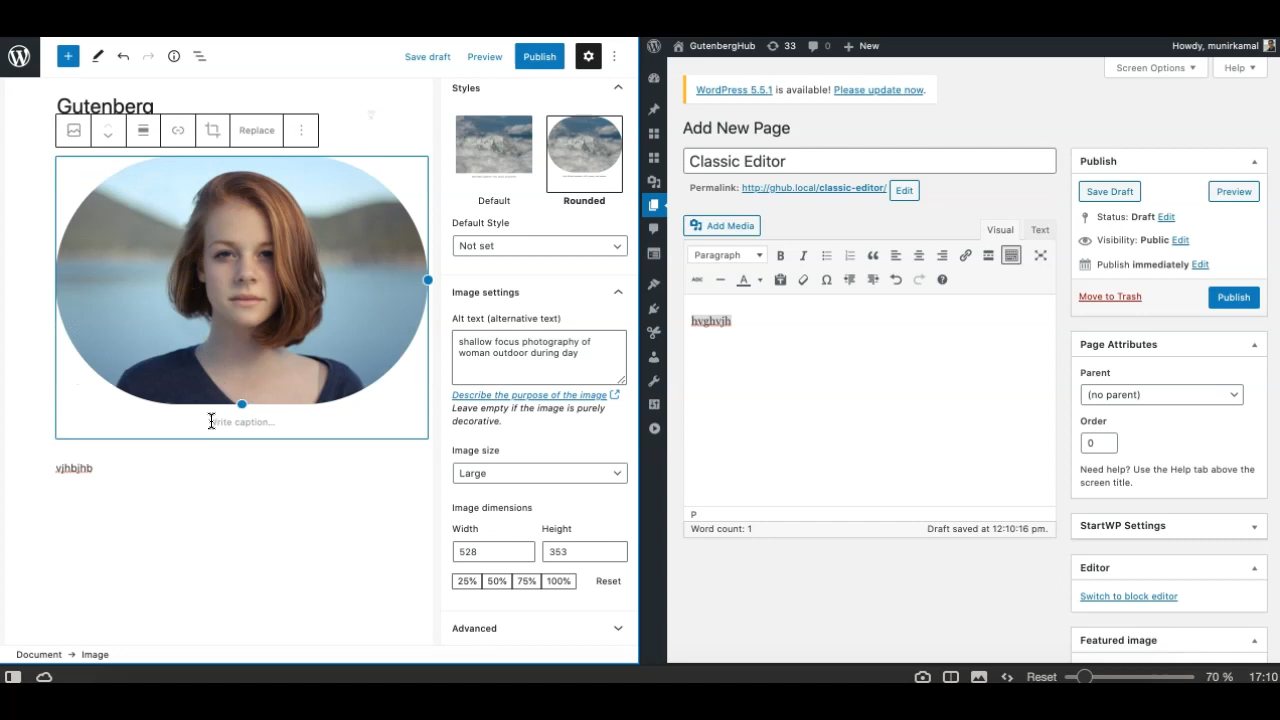 Save draft
Preview
Publish
Gutenberg
Replace
Write caption...
vjhbjhb
Document → Image
Styles
Default
Rounded
Default Style
Not set
Image settings
Alt text (alternative text)
shallow focus photography of
woman outdoor during day
Describe the purpose of the image
Leave empty if the image is purely
decorative.
Image size
Large
Image dimensions
Width
Height
528
353
25%
50%
75%
100%
Reset
Advanced
GutenbergHub
33
0
New
Howdy, munirkamal
Screen Options
Help
WordPress 5.5.1 is available! Please update now.
Add New Page
Classic Editor
Permalink: http://ghub.local/classic-editor/
Edit
Add Media
Visual
Text
Paragraph
B
I
ABC
A
hvghvjh
P
Word count: 1
Draft saved at 12:10:16 pm.
Publish
Save Draft
Preview
Status: Draft Edit
Visibility: Public Edit
Publish immediately Edit
Move to Trash
Publish
Page Attributes
Parent
(no parent)
Order
0
Need help? Use the Help tab above the
screen title.
StartWP Settings
Editor
Switch to block editor
Featured image
Reset
70 %
17:10